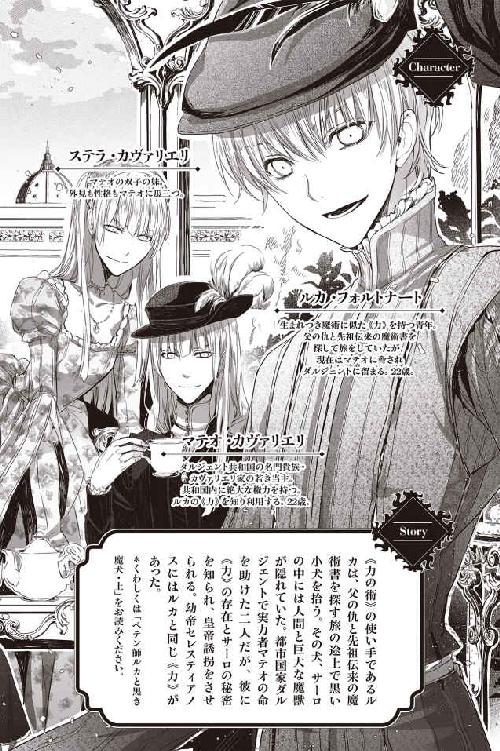 Character
ステラ・カヴァリエリ
マテオの双子の妹。
外見も性格もマテオに瓜二つ。
ルカ・フォルトナート
生まれつき魔術に似た《力》を持つ青年。
父の仇と先祖伝来の魔術書を
探して旅をしていたが、
現在はマテオに脅され
ダルジェントに留まる。22歳。
マテオ・カヴァリエリ
ダルジェント共和国の名門貴族・
カヴァリエリ家の若き当主。
共和国内に絶大な権力を持つ。
ルカの《力》を知り利用する。22歳。
Story
《力の術》の使い手であるル
カは、父の仇と先祖伝来の魔
術書を探す旅の途上で黒い
小犬を拾う。その犬、サーロ
の中には人間と巨大な魔獣
が隠れていた。都市国家ダル
ジェントで実力者マテオの命
を助けた二人だが、彼に
《力》の存在とサーロの秘密
を知られ、皇帝誘拐をさせ
られる。幼帝セレスティアノ
スにはルカと同じ《力》が
あった。
*くわしくは「ペテン師ルカと黒き
魔犬・上」をお読みください。